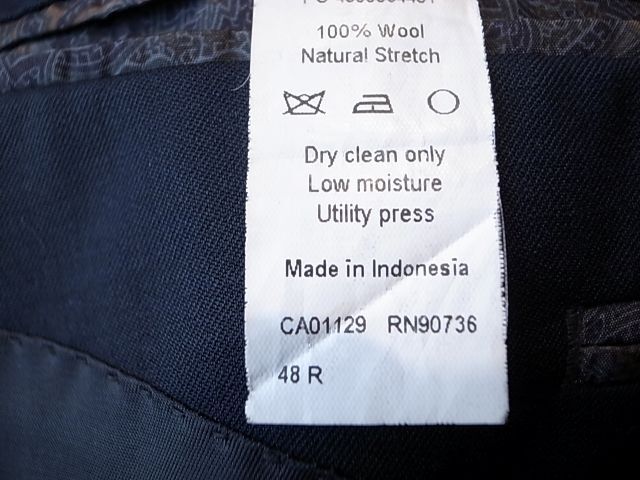 100% Wool
Natural Stretch
Dry clean only
Low moisture
Utility press
Made in Indonesia
CA01129 RN90736
48 R